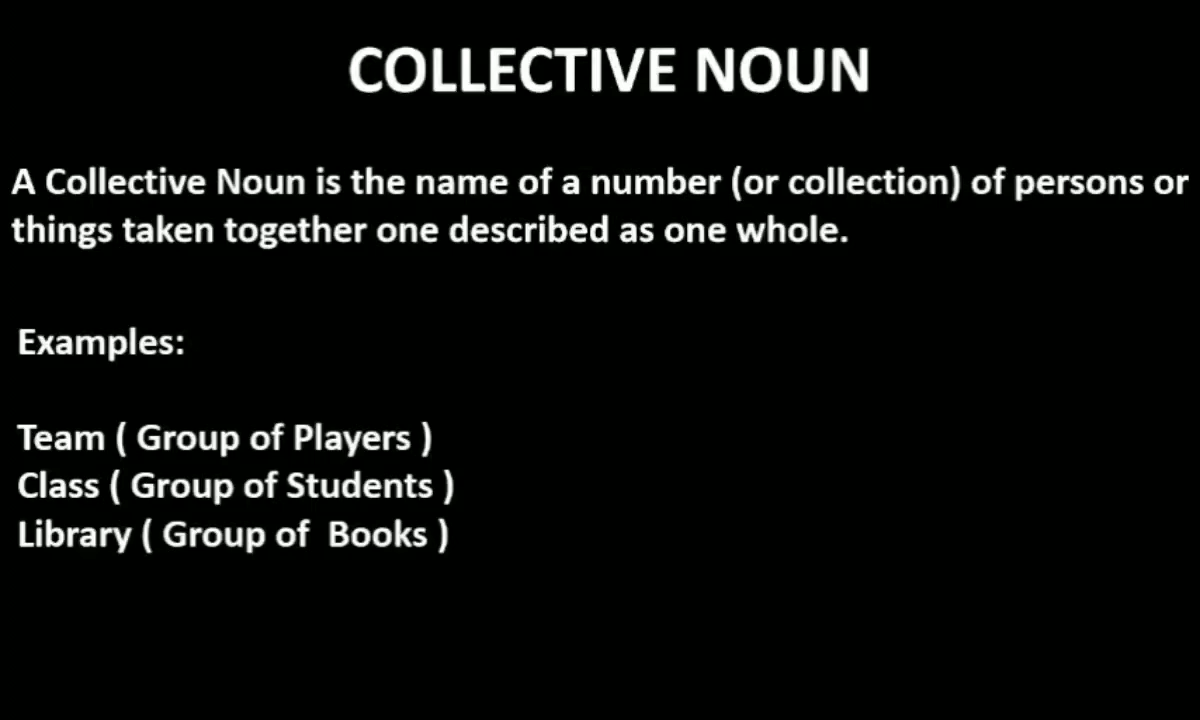 COLLECTIVE NOUN
A Collective Noun is the name of a number (or collection) of persons or
things taken together one described as one whole.
Examples:
Team ( Group of Players )
Class ( Group of Students )
Library ( Group of  Books )